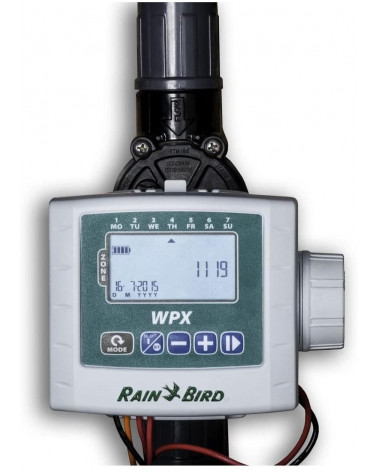 FLOW
1 2 3 4 5 6 7
MO TU WE TH FR SA SU
ZONE
11 19
16 7.2015
D M YYYY
WPX
MODE
RAIN BIRD